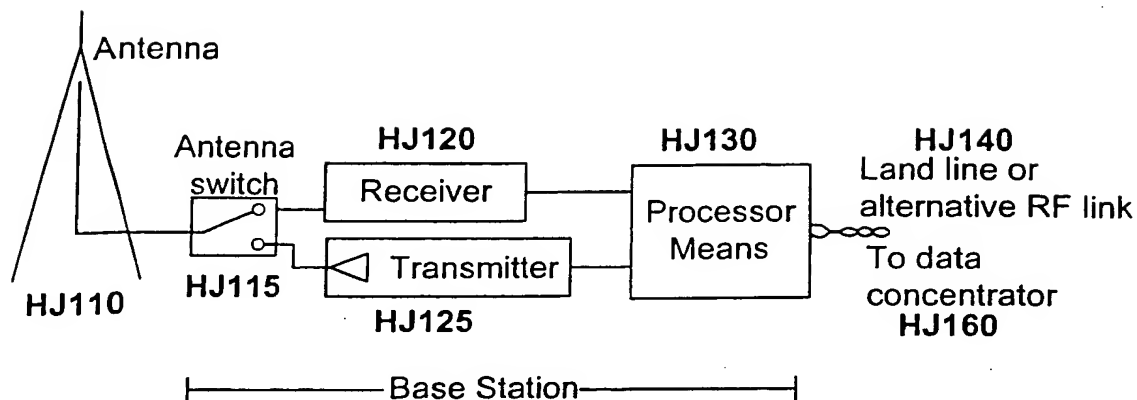 Antenna
HJ110
Antenna
switch
HJ115
HJ120
Receiver
Transmitter
HJ125
HJ130
Processor
Means
HJ140
Land line or
alternative RF link
To data
concentrator
HJ160
Base Station